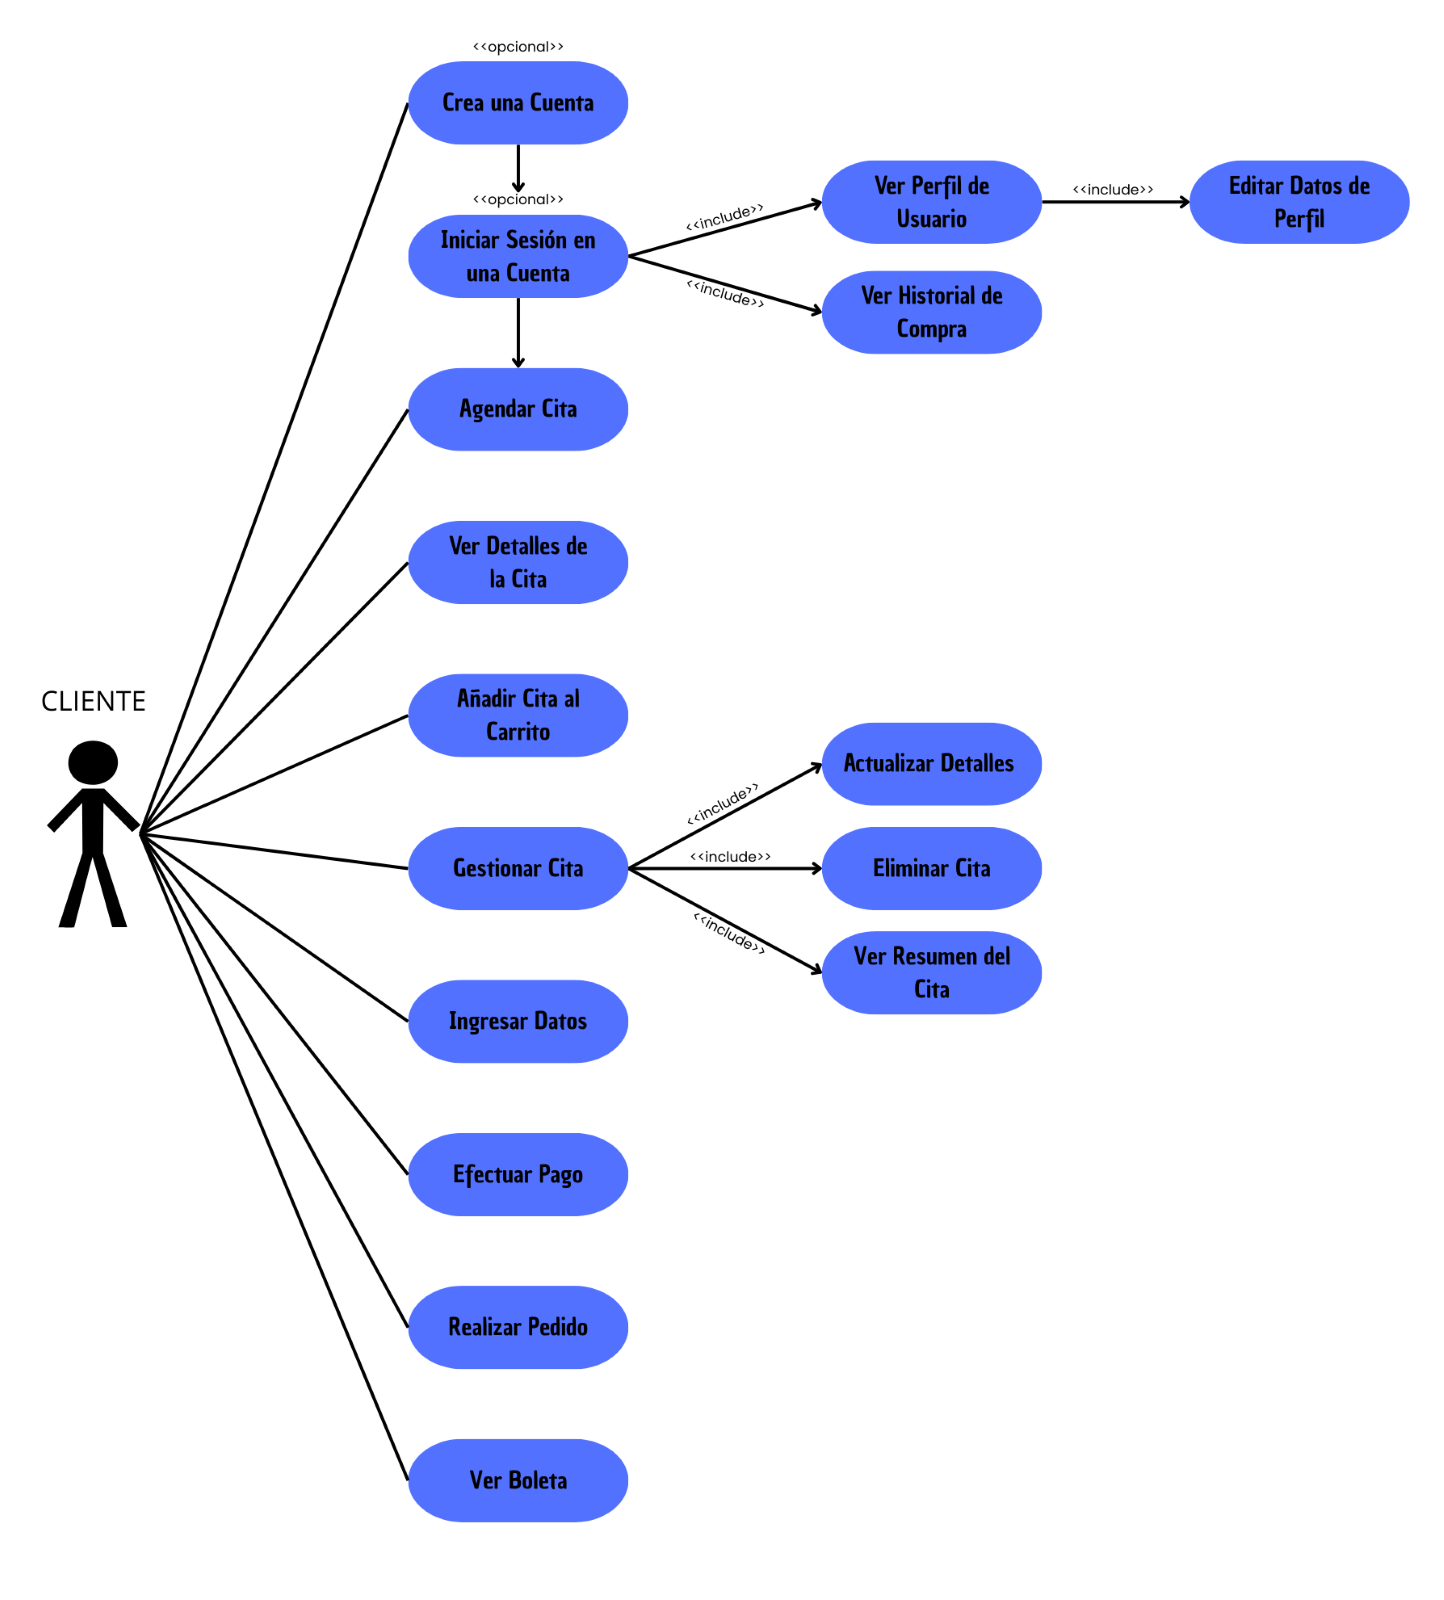 <<opcional>>
Crea una Cuenta
<<opcional>>
Iniciar Sesión en
una Cuenta
<<include>>
Ver Perfil de
Usuario
<<include>>
Editar Datos de
Perfil
<<include>>
Ver Historial de
Compra
Agendar Cita
Ver Detalles de
la Cita
CLIENTE
Añadir Cita al
Carrito
Gestionar Cita
<<include>>
Actualizar Detalles
<<include>>
Eliminar Cita
<<include>>
Ver Resumen del
Cita
Ingresar Datos
Efectuar Pago
Realizar Pedido
Ver Boleta